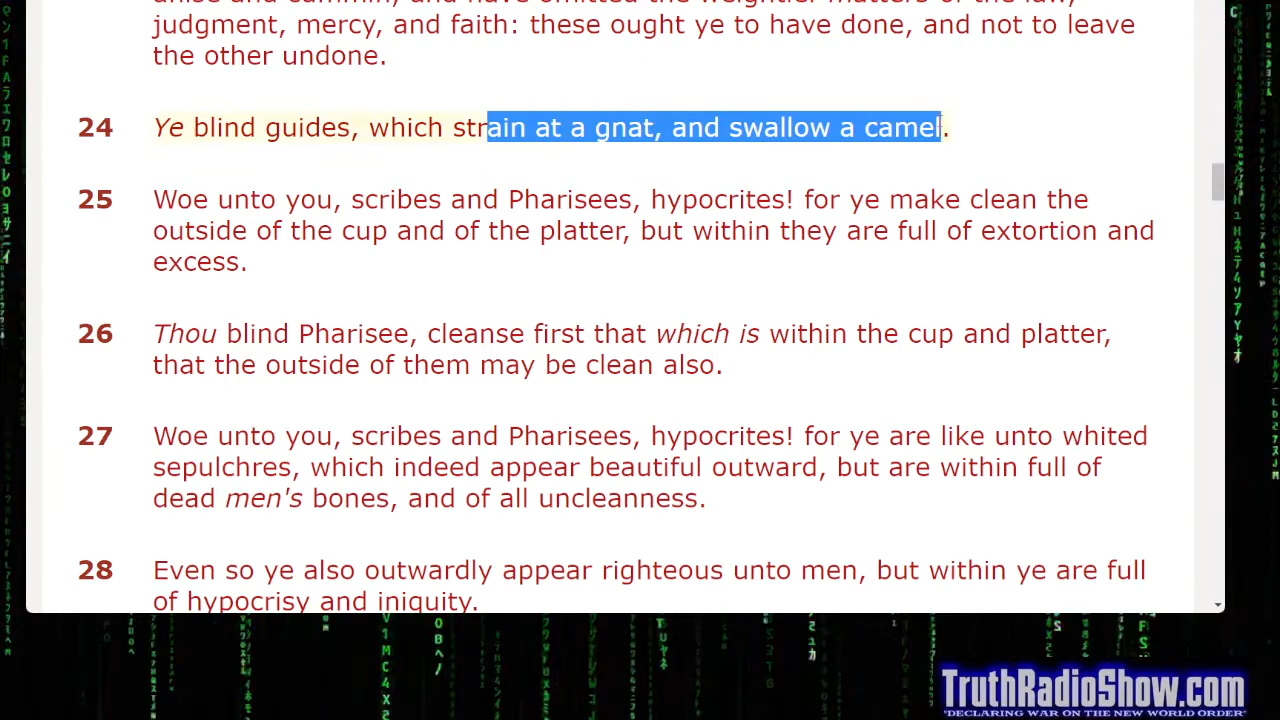 judgment, mercy, and faith: these ought ye to have done, and not to leave
the other undone.
24 Ye blind guides, which strain at a gnat, and swallow a camel.
25 Woe unto you, scribes and Pharisees, hypocrites! for ye make clean the
outside of the cup and of the platter, but within they are full of extortion and
excess.
26 Thou blind Pharisee, cleanse first that which is within the cup and platter,
that the outside of them may be clean also.
27 Woe unto you, scribes and Pharisees, hypocrites! for ye are like unto whited
sepulchres, which indeed appear beautiful outward, but are within full of
dead men's bones, and of all uncleanness.
28 Even so ye also outwardly appear righteous unto men, but within ye are full
of hypocrisy and iniquity.
TruthRadioShow.com
"DECLARING WAR ON THE NEW WORLD ORDER"